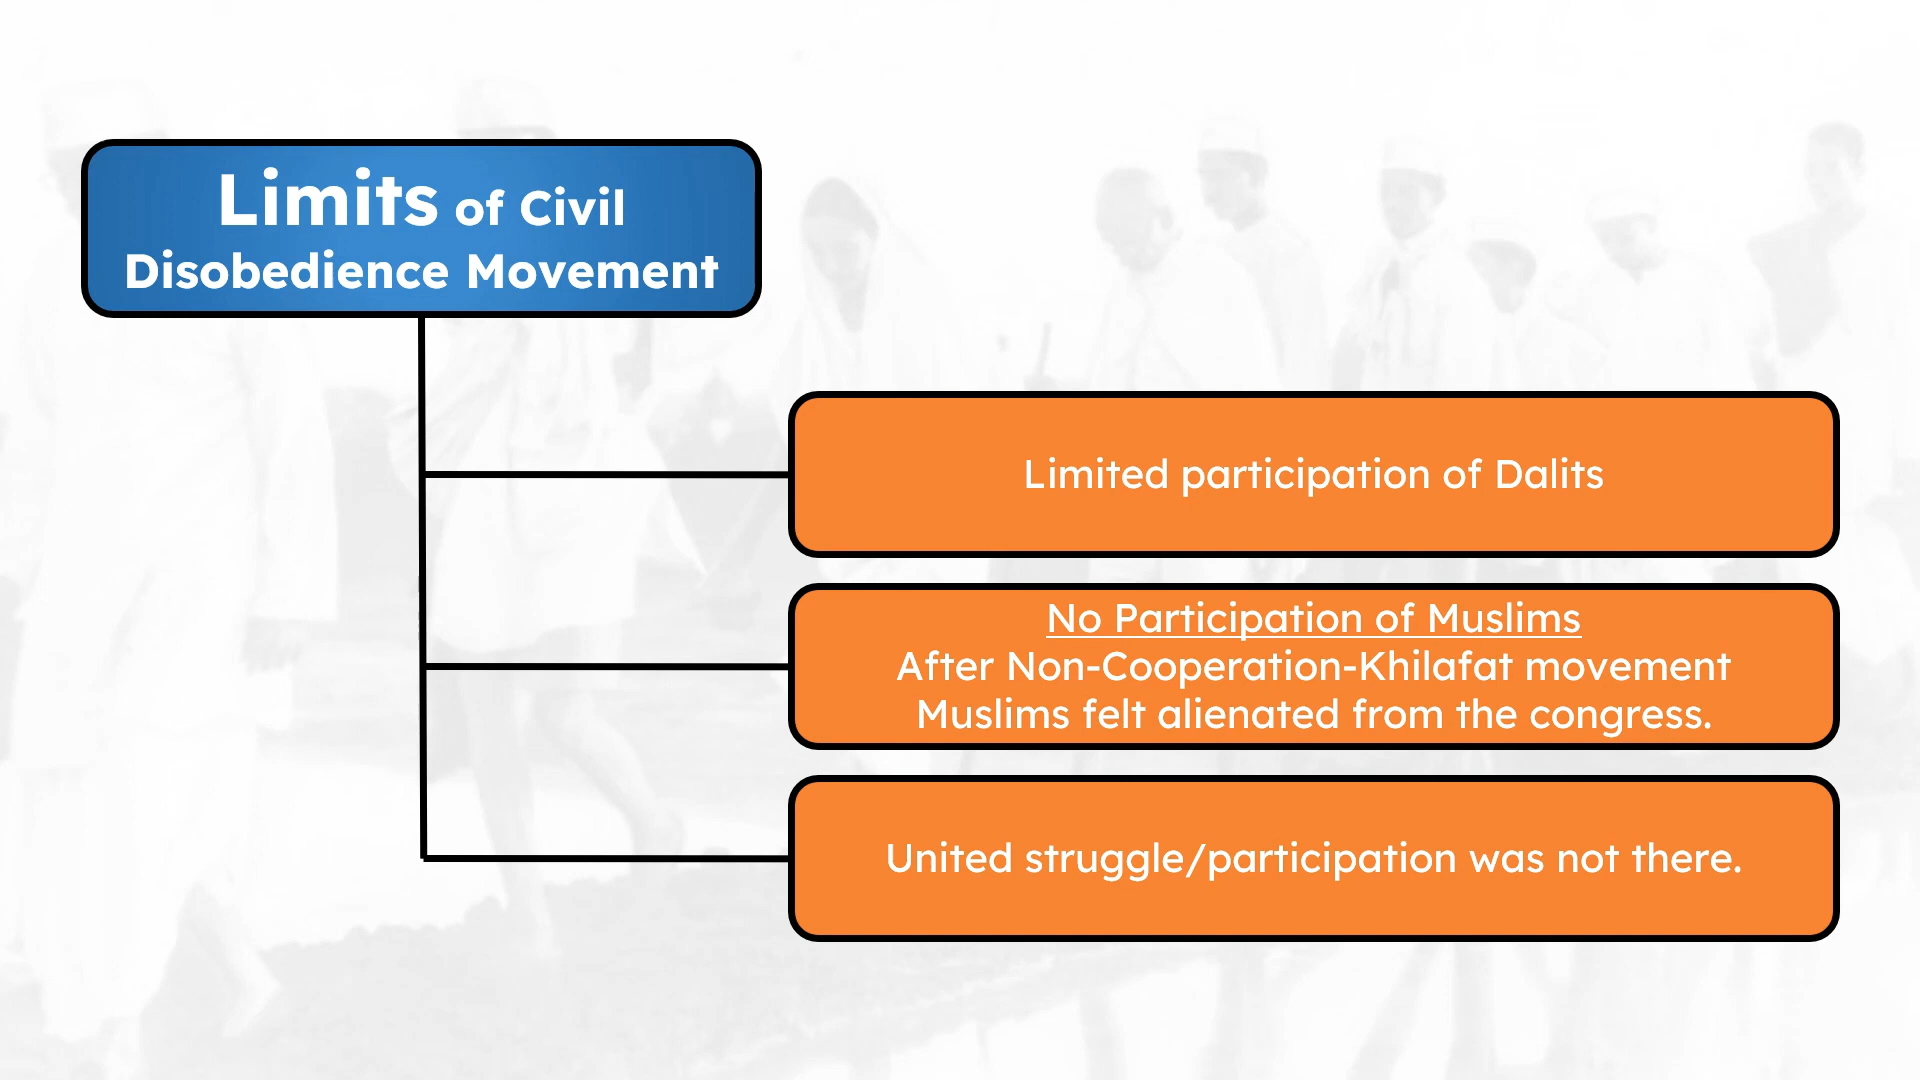 Limits of Civil
Disobedience Movement
Limited participation of Dalits
No Participation of Muslims
After Non-Cooperation-Khilafat movement
Muslims felt alienated from the congress.
United struggle/participation was not there.